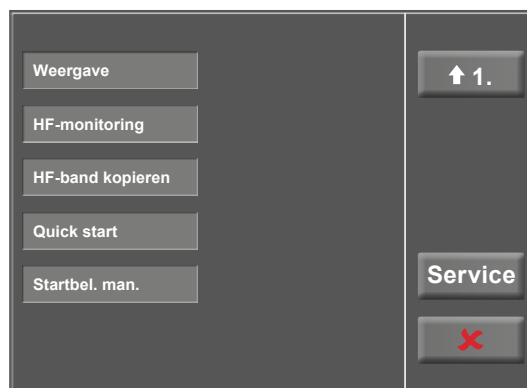 Weergave
HF-monitoring
HF-band kopieren
Quick start
Startbel. man.
1.
Service